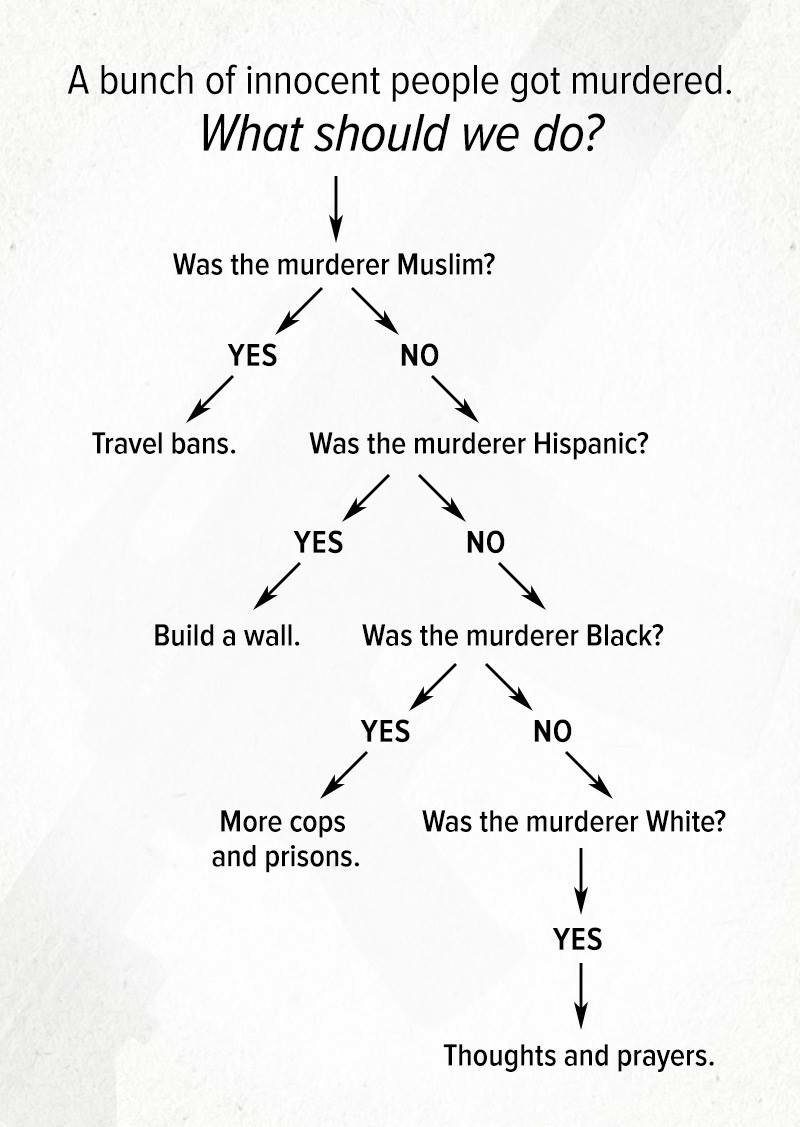 A bunch of innocent people got murdered.
What should we do?
Was the murderer Muslim?
YES
NO
Travel bans.
Was the murderer Hispanic?
YES
NO
Build a wall.
Was the murderer Black?
YES
NO
More cops
and prisons.
Was the murderer White?
YES
Thoughts and prayers.